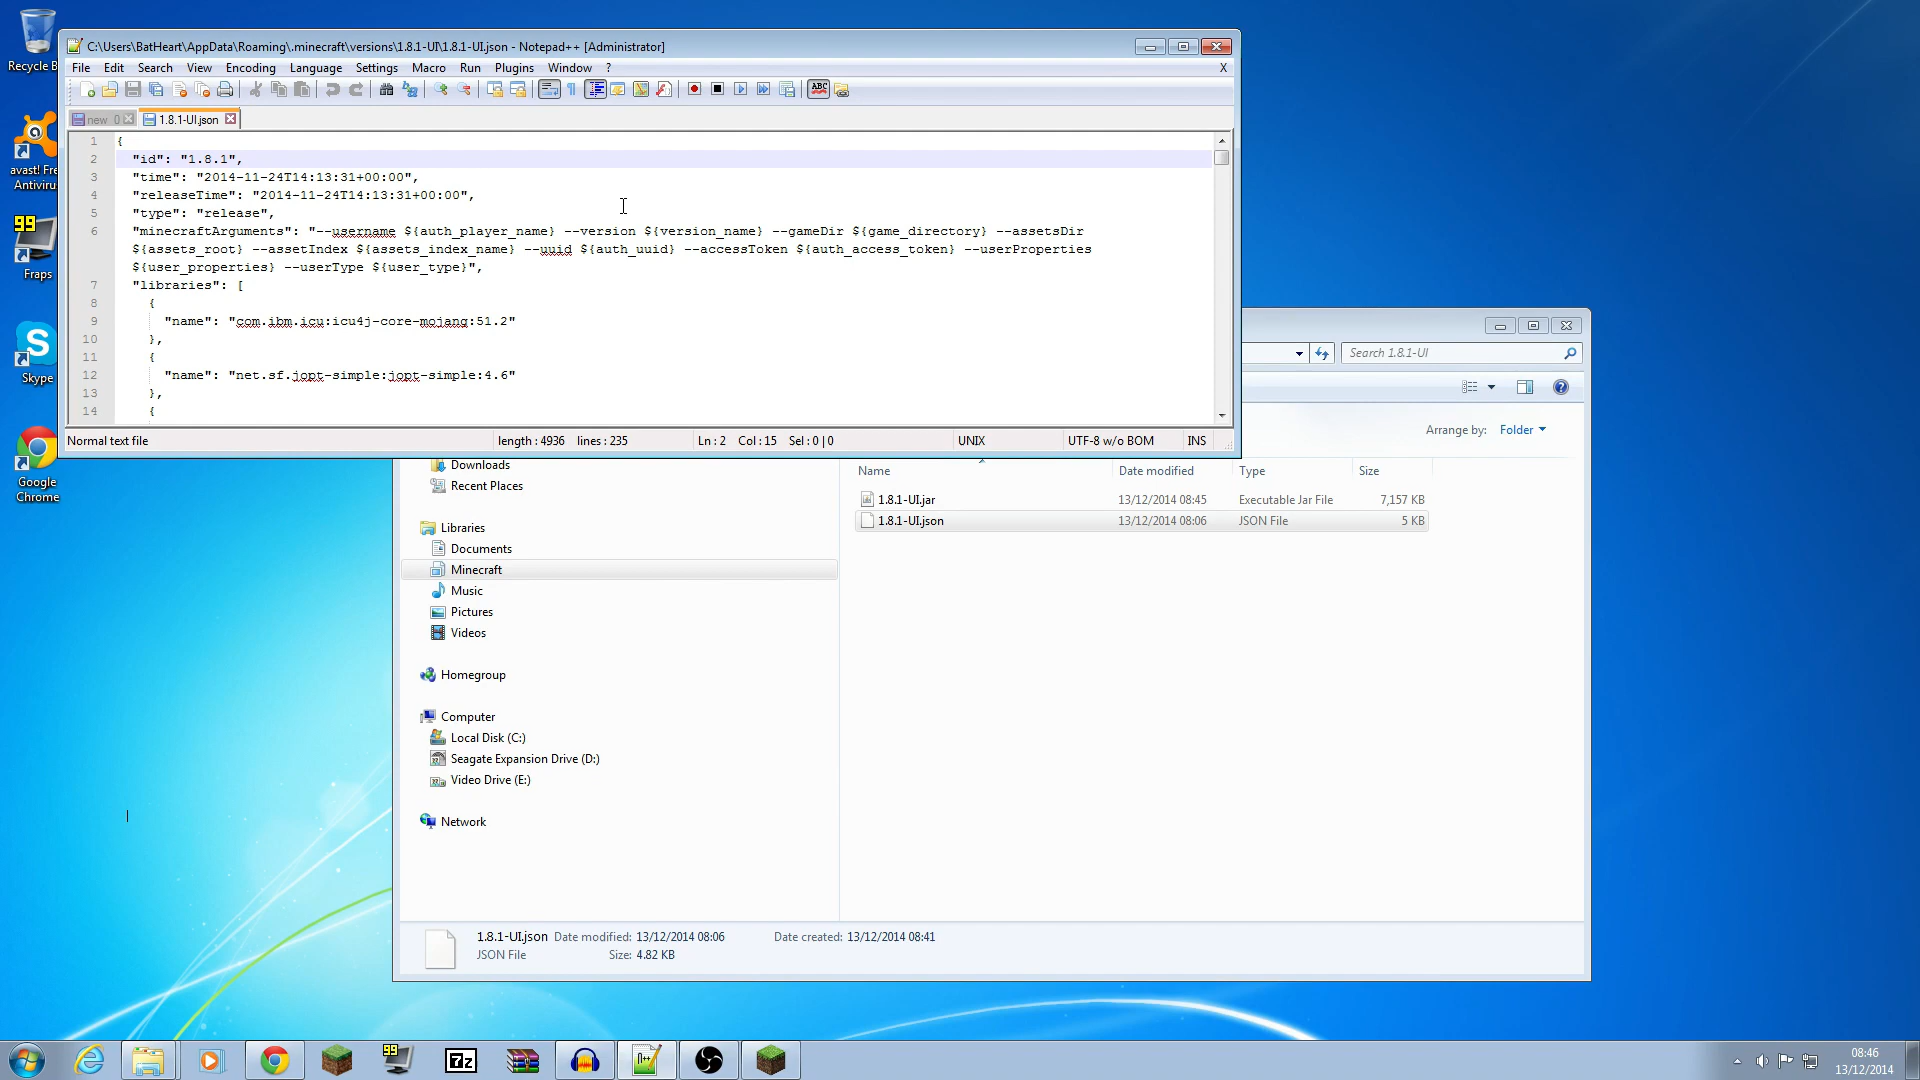 C:\Users\BatHeart\AppData\Roaming\.minecraft\versions\1.8.1-UI\1.8.1-UI.json - Notepad++ [Administrator]
File Edit Search View Encoding Language Settings Macro Run Plugins Window ? X
ABC
new 0 1.8.1-UI.json
1 {
2 "id": "1.8.1",
3 "time": "2014-11-24T14:13:31+00:00",
4 "releaseTime": "2014-11-24T14:13:31+00:00",
5 "type": "release",
6 "minecraftArguments": "--username ${auth_player_name} --version ${version_name} --gameDir ${game_directory} --assetsDir
${assets_root} --assetIndex ${assets_index_name} --uuid ${auth_uuid} --accessToken ${auth_access_token} --userProperties
${user_properties} --userType ${user_type}",
7 "libraries": [
8 {
9 "name": "com.ibm.icu:icu4j-core-mojang:51.2"
10 },
11 {
12 "name": "net.sf.jopt-simple:jopt-simple:4.6"
13 },
14 {
Normal text file length : 4936 lines : 235 Ln : 2 Col : 15 Sel : 0 | 0 UNIX UTF-8 w/o BOM INS
Recycle B
avast! Fre
Antiviru
99
Fraps
Skype
Google
Chrome
Search 1.8.1-UI
Arrange by: Folder
Downloads
Recent Places
Libraries
Documents
Minecraft
Music
Pictures
Videos
Homegroup
Computer
Local Disk (C:)
Seagate Expansion Drive (D:)
Video Drive (E:)
Network
Name Date modified Type Size
1.8.1-UI.jar 13/12/2014 08:45 Executable Jar File 7,157 KB
1.8.1-UI.json 13/12/2014 08:06 JSON File 5 KB
1.8.1-UI.json Date modified: 13/12/2014 08:06 Date created: 13/12/2014 08:41
JSON File Size: 4.82 KB
99
7z
08:46
13/12/2014